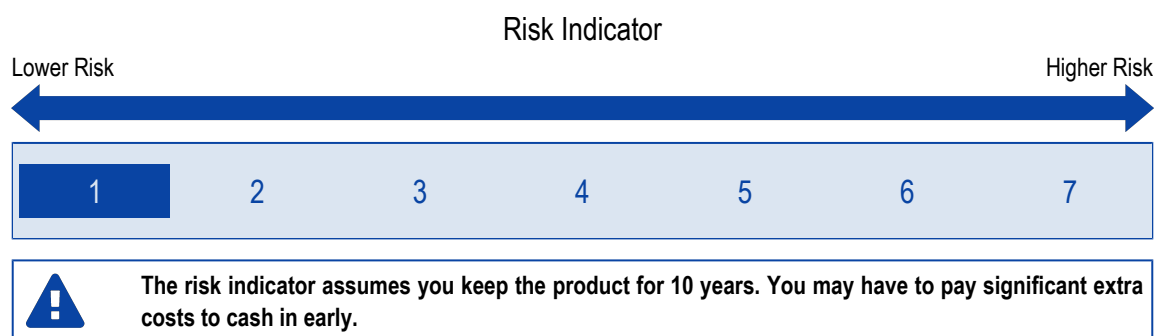 Risk Indicator
Lower Risk Higher Risk
1 2 3 4 5 6 7
The risk indicator assumes you keep the product for 10 years. You may have to pay significant extra
costs to cash in early.